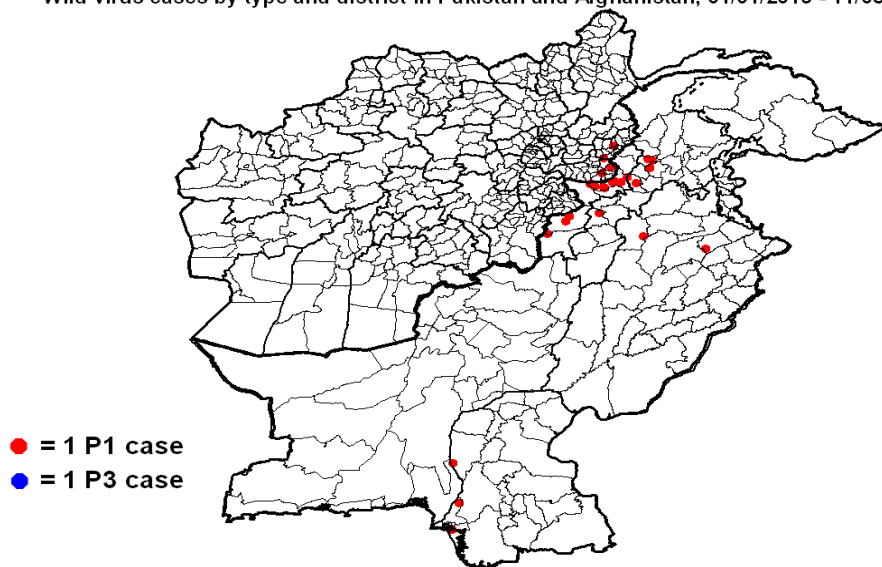 Wild virus cases by type and district in Pakistan and Afghanistan,
= 1 P1 case
= 1 P3 case